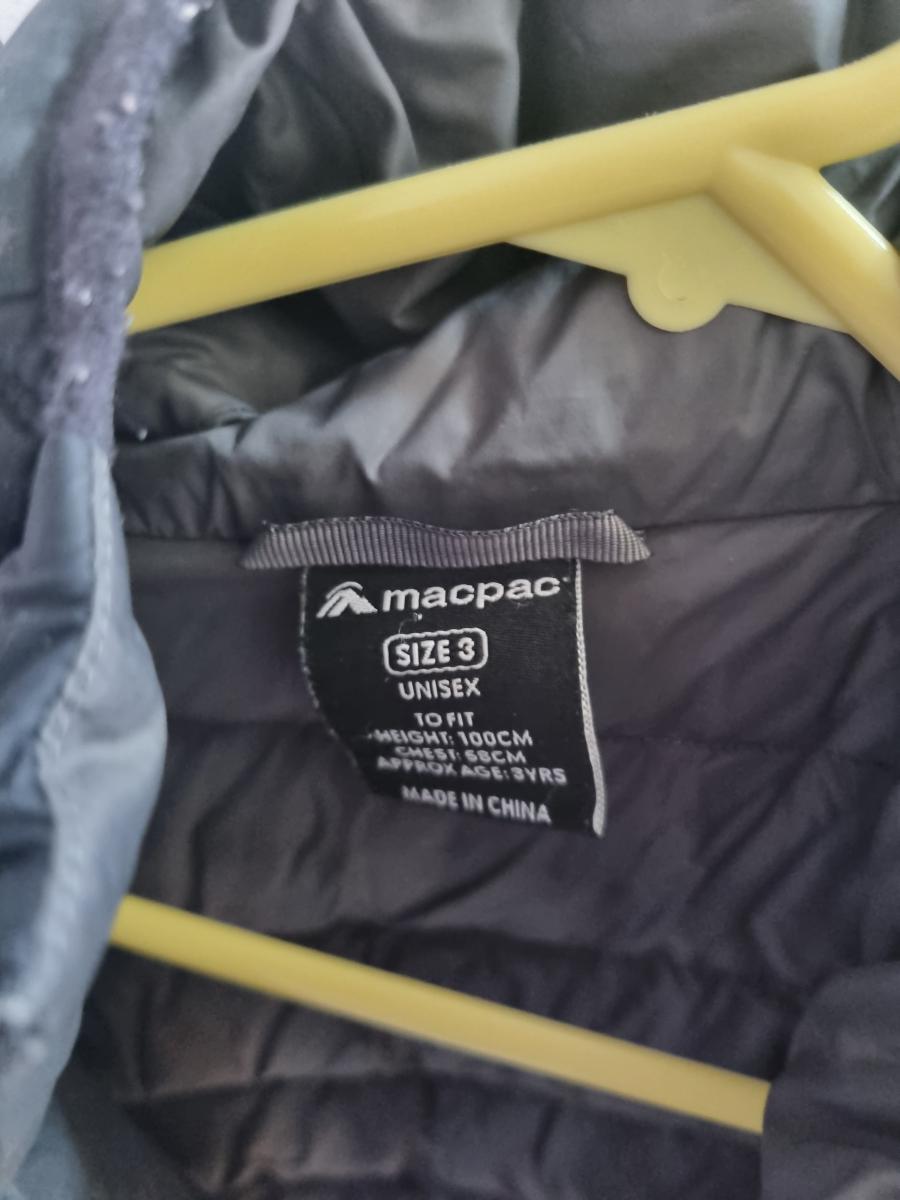 macpac
SIZE 3
UNISEX
TO FIT
HEIGHT: 100CM
CHEST: 58CM
APPROX AGE: 3YRS
MADE IN CHINA